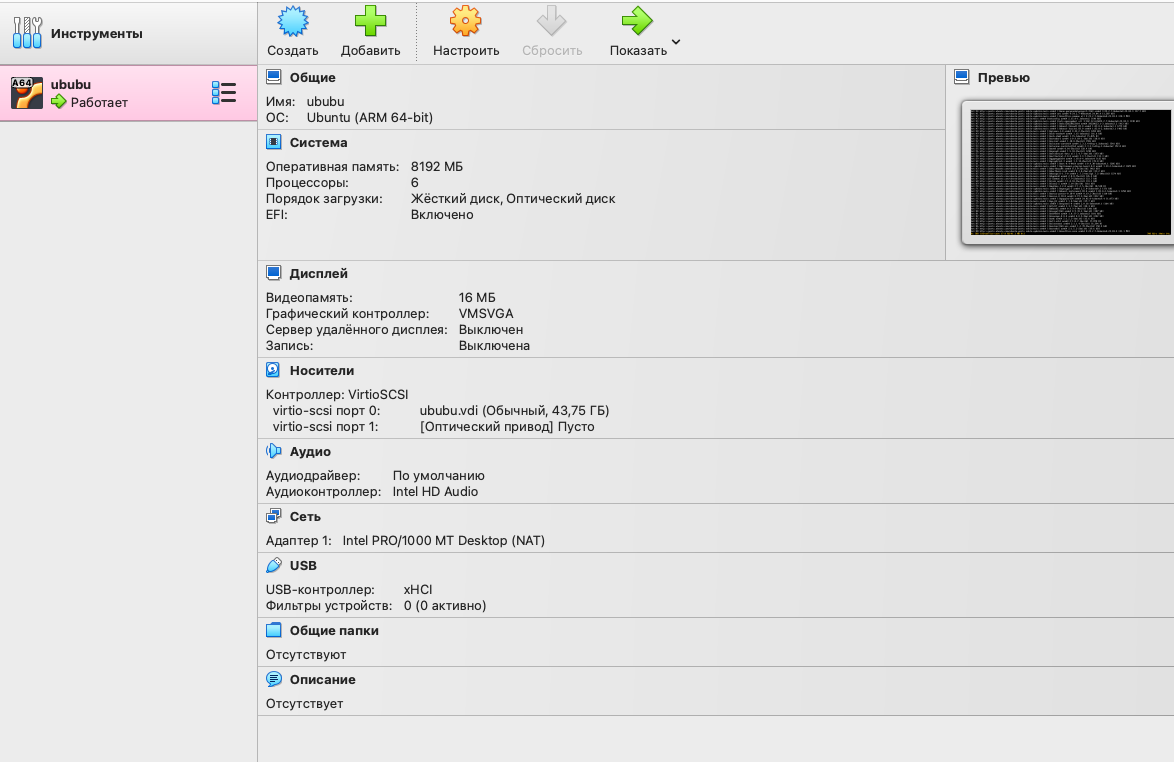 Инструменты
A64
ububu
Работает
Создать
Добавить
Настроить
Сбросить
Показать
Общие
Имя: ububu
ОС: Ubuntu (ARM 64-bit)
Система
Оперативная память: 8192 МБ
Процессоры: 6
Порядок загрузки: Жёсткий диск, Оптический диск
EFI: Включено
Превью
Дисплей
Видеопамять: 16 МБ
Графический контроллер: VMSVGA
Сервер удалённого дисплея: Выключен
Запись: Выключена
Носители
Контроллер: VirtioSCSI
virtio-scsi порт 0: ububu.vdi (Обычный, 43,75 ГБ)
virtio-scsi порт 1: [Оптический привод] Пусто
Аудио
Аудиодрайвер: По умолчанию
Аудиоконтроллер: Intel HD Audio
Сеть
Адаптер 1: Intel PRO/1000 MT Desktop (NAT)
USB
USB-контроллер: xHCI
Фильтры устройств: 0 (0 активно)
Общие папки
Отсутствуют
Описание
Отсутствует